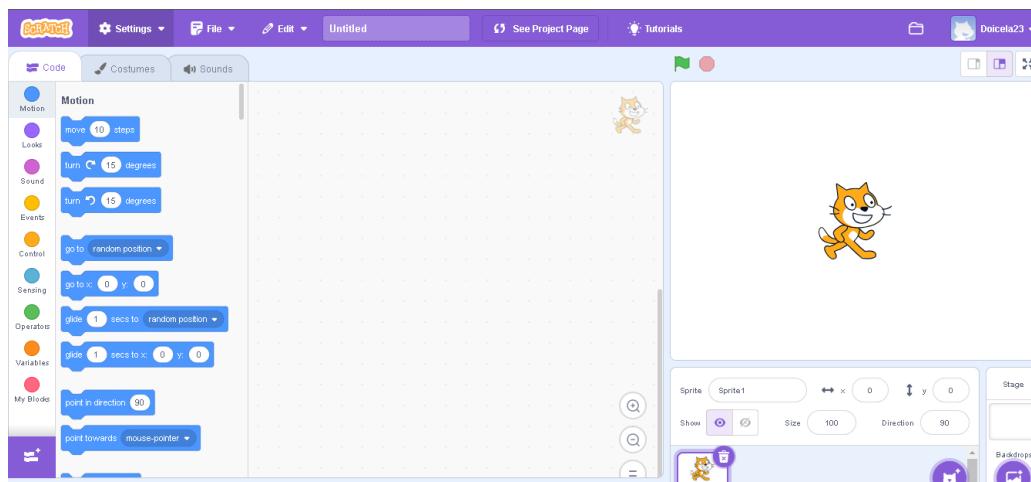 SCRATCH Settings File Edit Untitled See Project Page Tutorials Doicela23
Code Costumes Sounds
Motion
Looks
Sound
Events
Control
Sensing
Operators
Variables
My Blocks
Motion
move 10 steps
turn 15 degrees
turn 15 degrees
go to random position
go to x: 0 y: 0
glide 1 secs to random position
glide 1 secs to x: 0 y: 0
point in direction 90
point towards mouse-pointer
Sprite Sprite1 x 0 y 0
Show Size 100 Direction 90
Stage
Backdrops